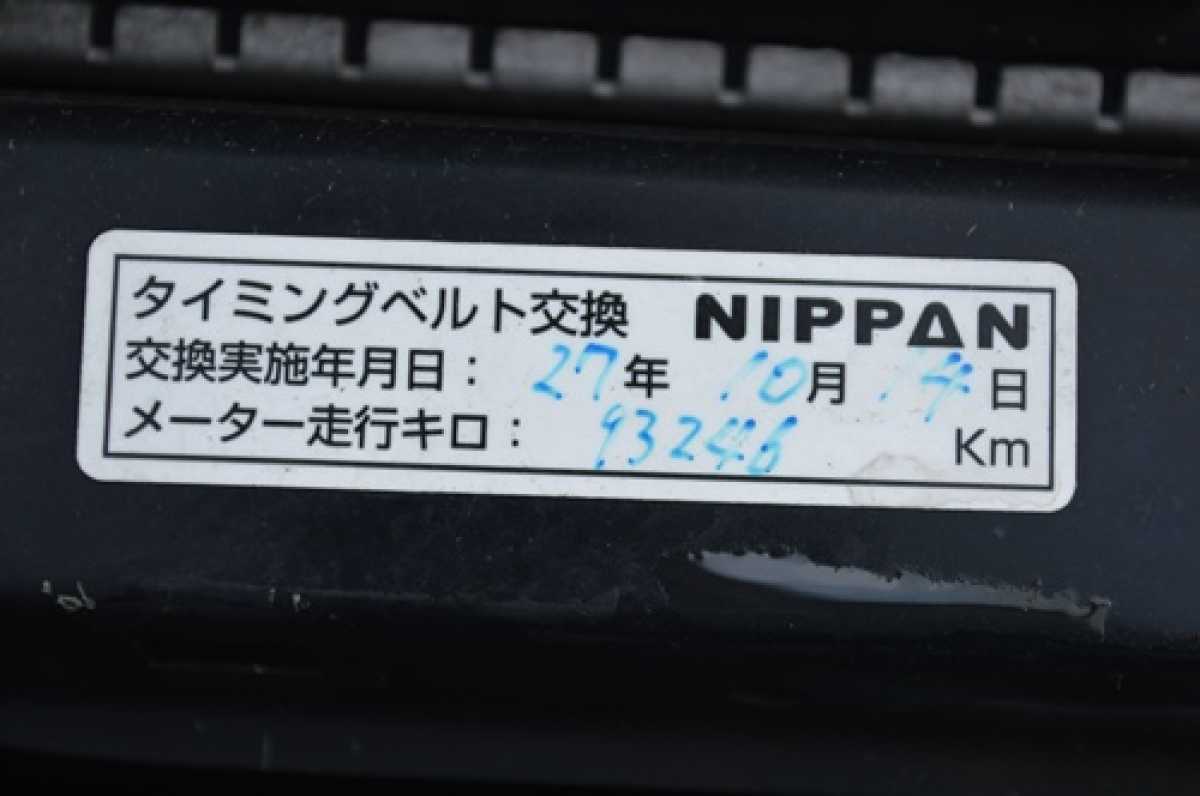 タイミングベルト交換 NIPPAN
交換実施年月日: 27年 10月 14日
メーター走行キロ: 93246 Km